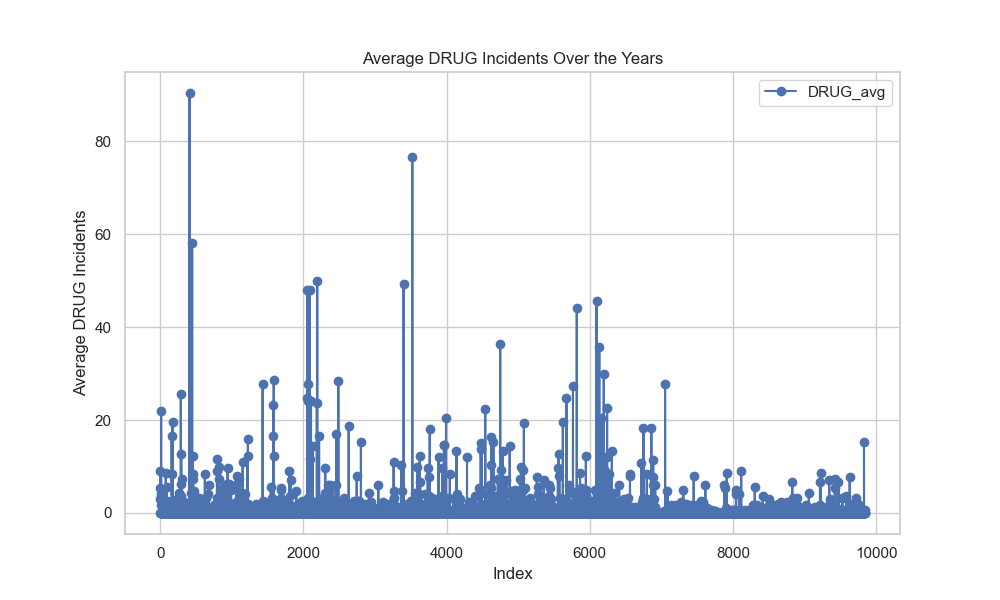 Average DRUG Incidents Over the Years
DRUG_avg
Average DRUG Incidents
80
60
40
20
0
0 2000 4000 6000 8000 10000
Index